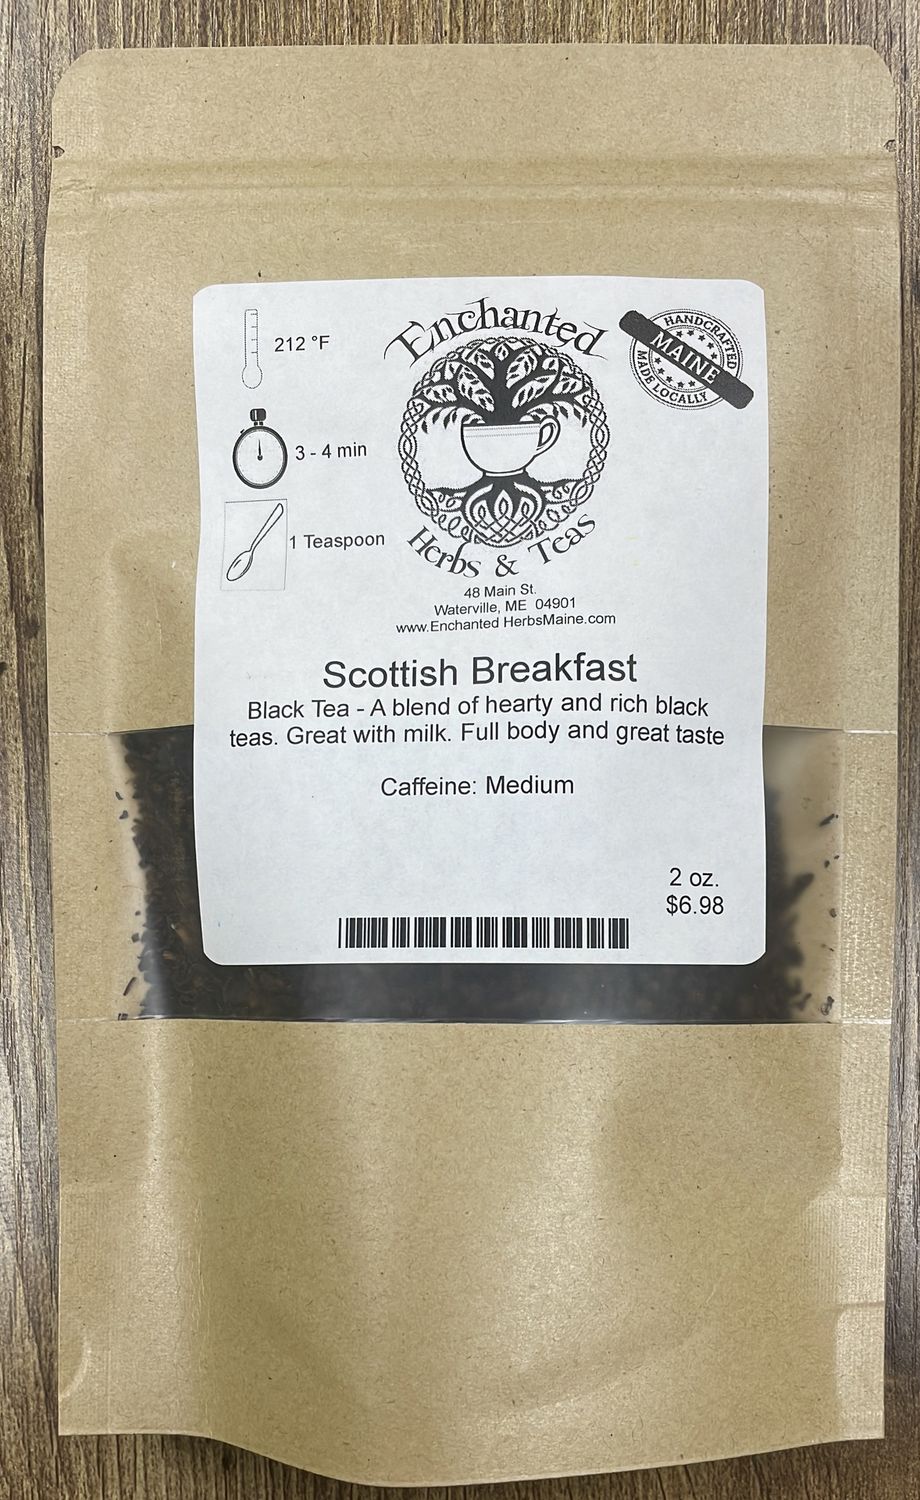 212 °F
3 - 4 min
1 Teaspoon
Enchanted
Herbs & Teas
HANDCRAFTED
MAINE
MADE LOCALLY
48 Main St.
Waterville, ME 04901
www.Enchanted HerbsMaine.com
Scottish Breakfast
Black Tea - A blend of hearty and rich black
teas. Great with milk. Full body and great taste
Caffeine: Medium
2 oz.
$6.98